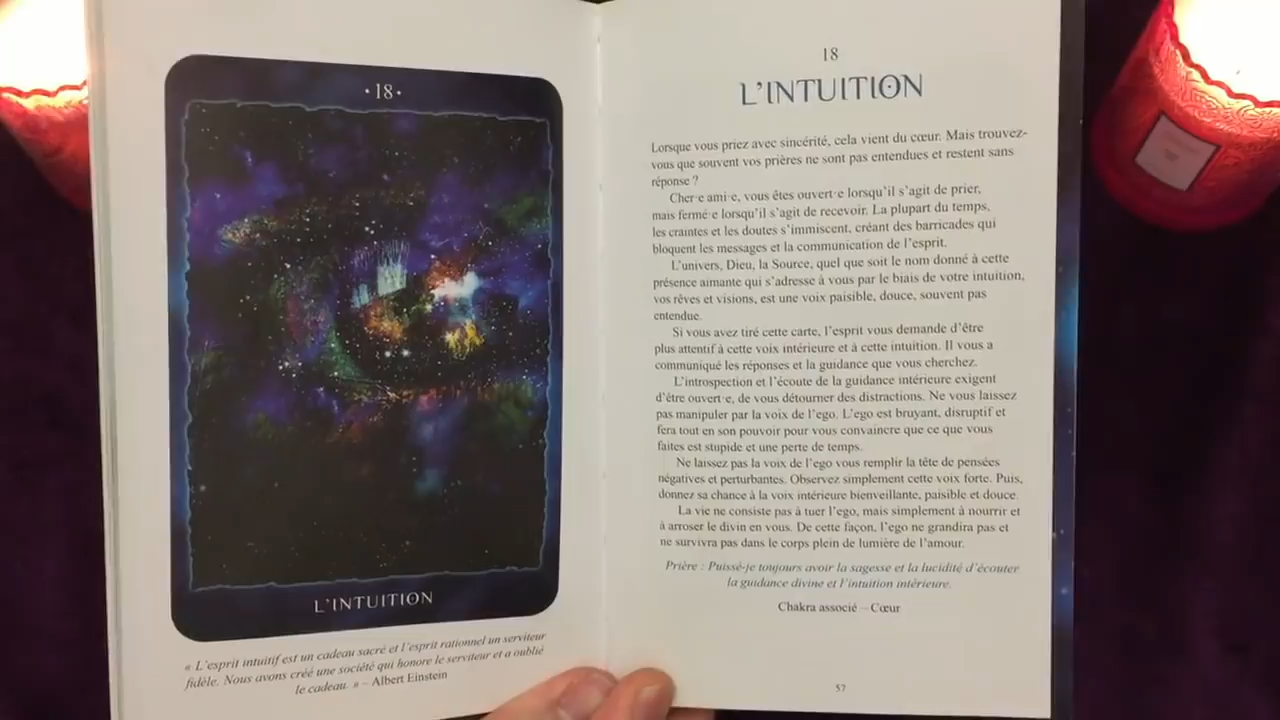 ·18·
L'INTUITION
« L'esprit intuitif est un cadeau sacré et l'esprit rationnel un serviteur
fidèle. Nous avons créé une société qui honore le serviteur et a oublié
le cadeau. » – Albert Einstein
18
L'INTUITION
Lorsque vous priez avec sincérité, cela vient du cœur. Mais trouvez-
vous que souvent vos prières ne sont pas entendues et restent sans
réponse ?
Cher·e ami·e, vous êtes ouvert·e lorsqu'il s'agit de prier,
mais fermé·e lorsqu'il s'agit de recevoir. La plupart du temps,
les craintes et les doutes s'immiscent, créant des barricades qui
bloquent les messages et la communication de l'esprit.
L'univers, Dieu, la Source, quel que soit le nom donné à cette
présence aimante qui s'adresse à vous par le biais de votre intuition,
vos rêves et visions, est une voix paisible, douce, souvent pas
entendue.
Si vous avez tiré cette carte, l'esprit vous demande d'être
plus attentif à cette voix intérieure et à cette intuition. Il vous a
communiqué les réponses et la guidance que vous cherchez.
L'introspection et l'écoute de la guidance intérieure exigent
d'être ouvert·e, de vous détourner des distractions. Ne vous laissez
pas manipuler par la voix de l'ego. L'ego est bruyant, disruptif et
fera tout en son pouvoir pour vous convaincre que ce que vous
faites est stupide et une perte de temps.
Ne laissez pas la voix de l'ego vous remplir la tête de pensées
négatives et perturbantes. Observez simplement cette voix forte. Puis,
donnez sa chance à la voix intérieure bienveillante, paisible et douce.
La vie ne consiste pas à tuer l'ego, mais simplement à nourrir et
à arroser le divin en vous. De cette façon, l'ego ne grandira pas et
ne survivra pas dans le corps plein de lumière de l'amour.
Prière : Puissé-je toujours avoir la sagesse et la lucidité d'écouter
la guidance divine et l'intuition intérieure.
Chakra associé – Cœur
57